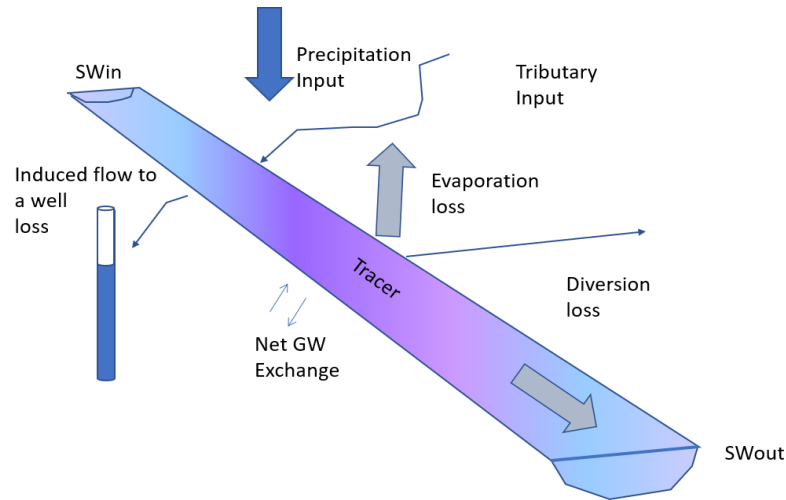 SWin
Precipitation
Input
Tributary
Input
Induced flow to
a well
loss
Evaporation
loss
Tracer
Diversion
loss
Net GW
Exchange
SWout